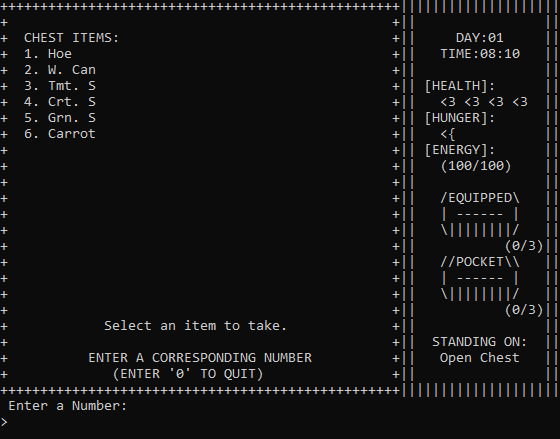 CHEST ITEMS:
1. Hoe
2. W. Can
3. Tmt. S
4. Crt. S
5. Grn. S
6. Carrot
Select an item to take.
ENTER A CORRESPONDING NUMBER
(ENTER '0' TO QUIT)
DAY:01
TIME:08:10
[HEALTH]:
<3 <3 <3 <3
[HUNGER]:
<{
[ENERGY]:
(100/100)
/EQUIPPED\
| ------ |
\||||||||/
(0/3)
//POCKET\\
| ------ |
\||||||||/
(0/3)
STANDING ON:
Open Chest
Enter a Number:
>